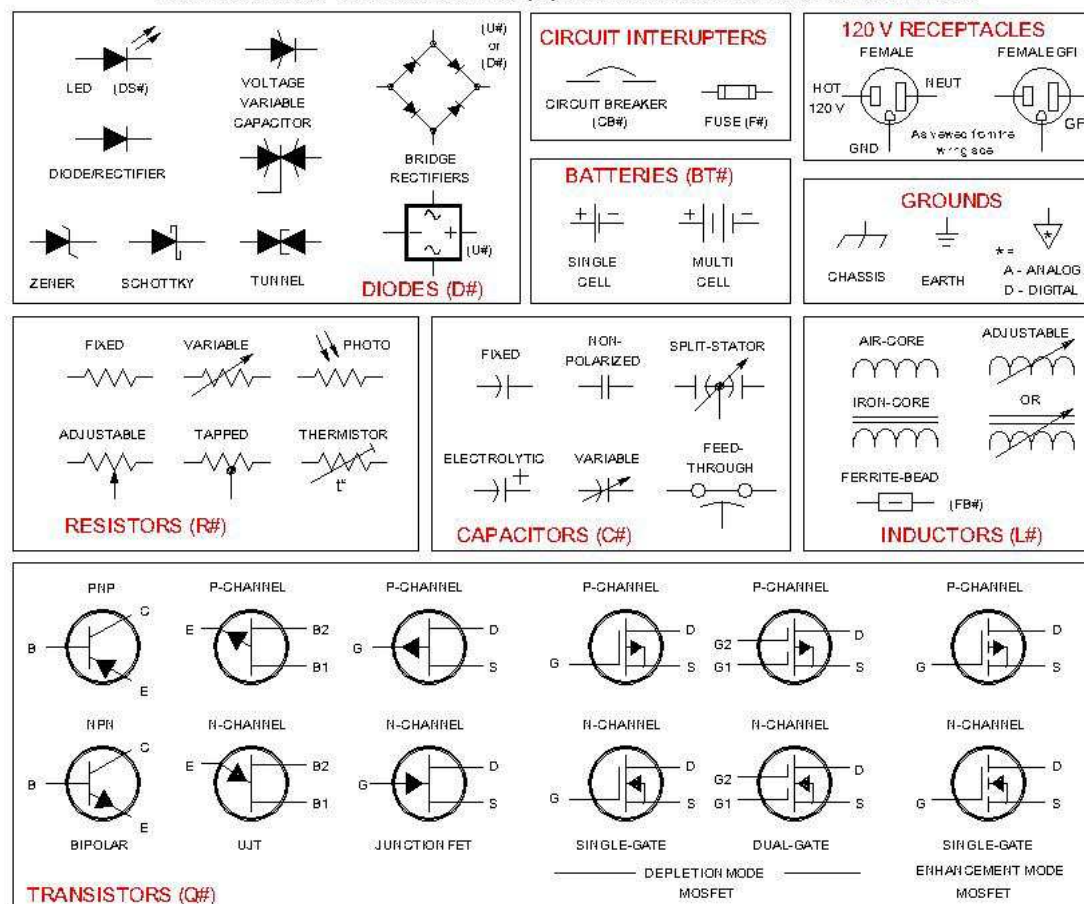 (U#)
or
(D#)
LED (DS#)
VOLTAGE
VARIABLE
CAPACITOR
DIODE/RECTIFIER
BRIDGE
RECTIFIERS
(U#)
ZENER
SCHOTTKY
TUNNEL
DIODES (D#)
CIRCUIT INTERUPTERS
CIRCUIT BREAKER
(CB#)
FUSE (F#)
120 V RECEPTACLES
FEMALE
FEMALE GFI
HOT
120 V
NEUT
GND
As viewed from the
BATTERIES (BT#)
+ -
+ -
SINGLE
CELL
MULTI
CELL
GROUNDS
CHASSIS
EARTH
*
* =
A - ANALOG
D - DIGITAL
FIXED
VARIABLE
PHOTO
ADJUSTABLE
TAPPED
THERMISTOR
t°
RESISTORS (R#)
FIXED
NON-
POLARIZED
SPLIT-STATOR
ELECTROLYTIC
+
VARIABLE
FEED-
THROUGH
CAPACITORS (C#)
AIR-CORE
ADJUSTABLE
IRON-CORE
OR
FERRITE-BEAD
(FB#)
INDUCTORS (L#)
PNP
C
B
E
P-CHANNEL
E
B2
B1
P-CHANNEL
G
D
S
P-CHANNEL
G
D
S
P-CHANNEL
G2
G1
D
S
P-CHANNEL
G
D
S
NPN
C
B
E
BIPOLAR
N-CHANNEL
E
B2
B1
UJT
N-CHANNEL
G
D
S
JUNCTION FET
N-CHANNEL
G
D
S
SINGLE-GATE
N-CHANNEL
G2
G1
D
S
DUAL-GATE
N-CHANNEL
G
D
S
SINGLE-GATE
DEPLETION MODE
MOSFET
ENHANCEMENT MODE
MOSFET
TRANSISTORS (Q#)